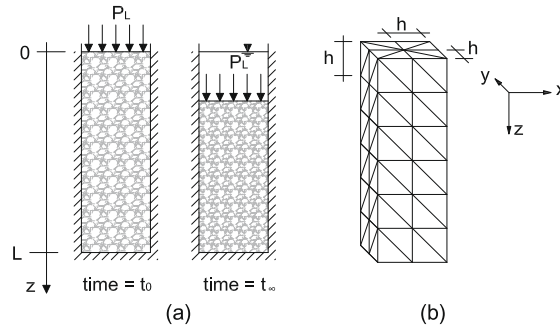 P_L
0
L
z
P_L
time = t₀
time = t∞
(a)
h
h
h
y
x
z
(b)